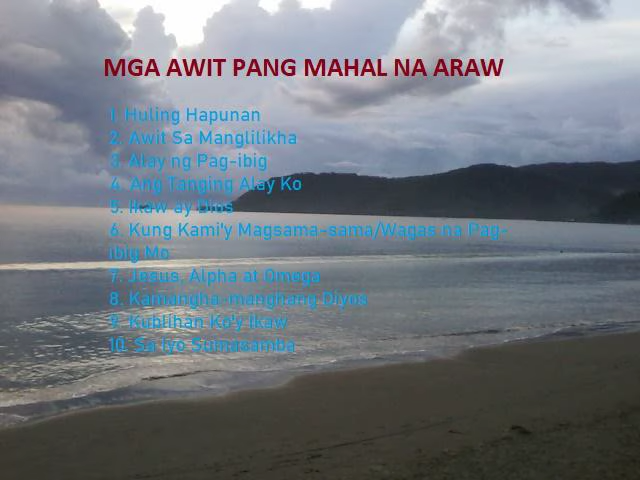 MGA AWIT PANG MAHAL NA ARAW
1. Huling Hapunan
2. Awit Sa Manglilikha
3. Alay ng Pag-ibig
4. Ang Tanging Alay Ko
5. Ikaw ay Dios
6. Kung Kami'y Magsama-sama/Wagas na Pag-
ibig Mo
7. Jesus, Alpha at Omega
8. Kamangha-manghang Diyos
9. Kublihan Ko'y Ikaw
10. Sa Iyo Sumasamba